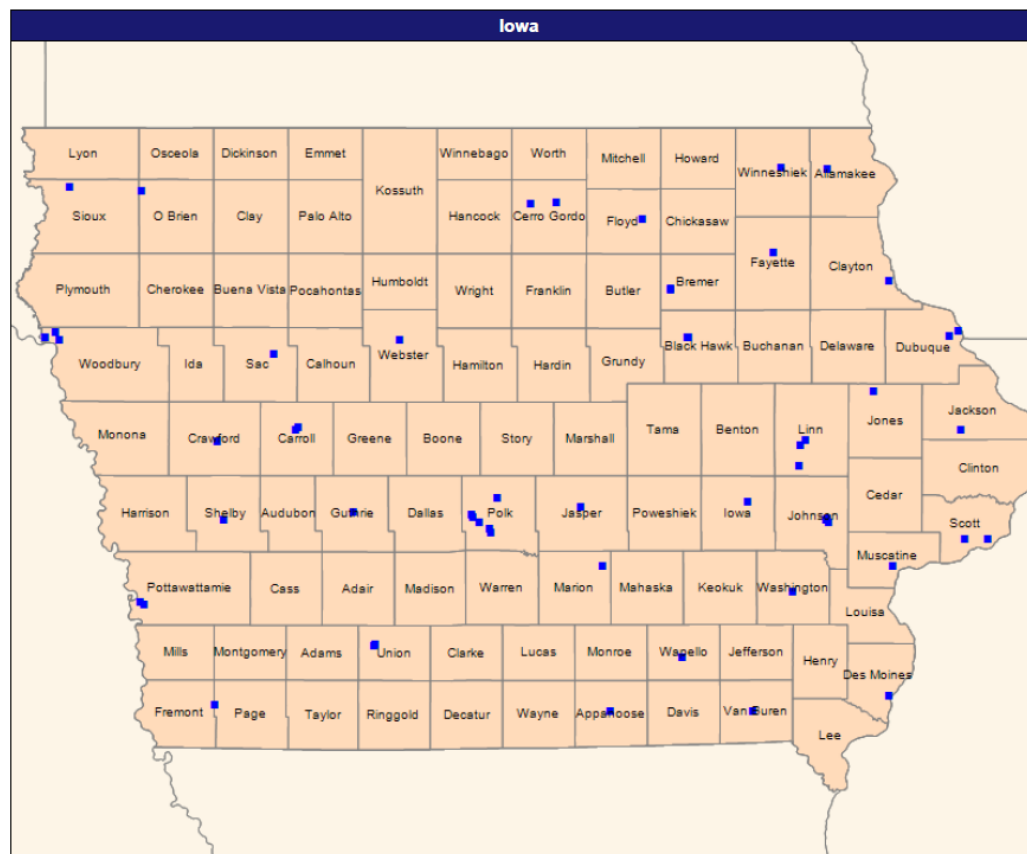 Iowa
Lyon Osceola Dickinson Emmet Kossuth Winnebago Worth Mitchell Howard Winneshiek Allamakee
Sioux O Brien Clay Palo Alto Hancock Cerro Gordo Floyd Chickasaw
Plymouth Cherokee Buena Vista Pocahontas Humboldt Wright Franklin Butler Bremer Fayette Clayton
Woodbury Ida Sac Calhoun Webster Hamilton Hardin Grundy Black Hawk Buchanan Delaware Dubuque
Monona Crawford Carroll Greene Boone Story Marshall Tama Benton Linn Jones Jackson
Clinton
Harrison Shelby Audubon Guthrie Dallas Polk Jasper Poweshiek Iowa Johnson Cedar Scott
Muscatine
Pottawattamie Cass Adair Madison Warren Marion Mahaska Keokuk Washington Louisa
Mills Montgomery Adams Union Clarke Lucas Monroe Wapello Jefferson Henry Des Moines
Fremont Page Taylor Ringgold Decatur Wayne Appanoose Davis Van Buren Lee